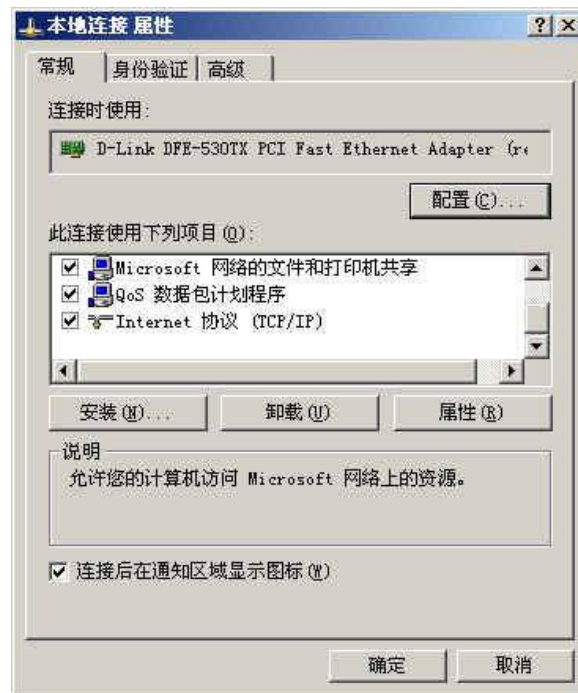 本地连接 属性
常规 身份验证 高级
连接时使用:
D-Link DFE-530TX PCI Fast Ethernet Adapter (re
配置(C)...
此连接使用下列项目(O):
Microsoft 网络的文件和打印机共享
QoS 数据包计划程序
Internet 协议 (TCP/IP)
安装(N)... 卸载(U) 属性(R)
说明
允许您的计算机访问 Microsoft 网络上的资源。
连接后在通知区域显示图标(W)
确定 取消